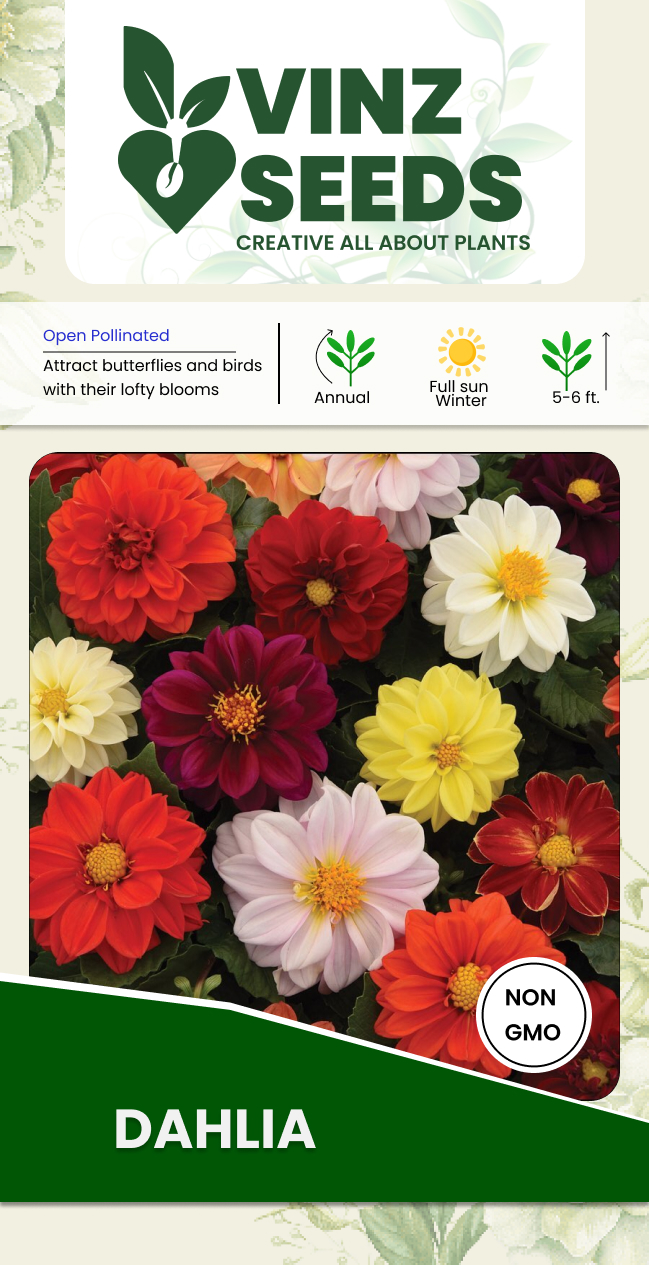 VINZ
SEEDS
CREATIVE ALL ABOUT PLANTS
Open Pollinated
Attract butterflies and birds
with their lofty blooms
Annual
Full sun
Winter
5-6 ft.
NON
GMO
DAHLIA